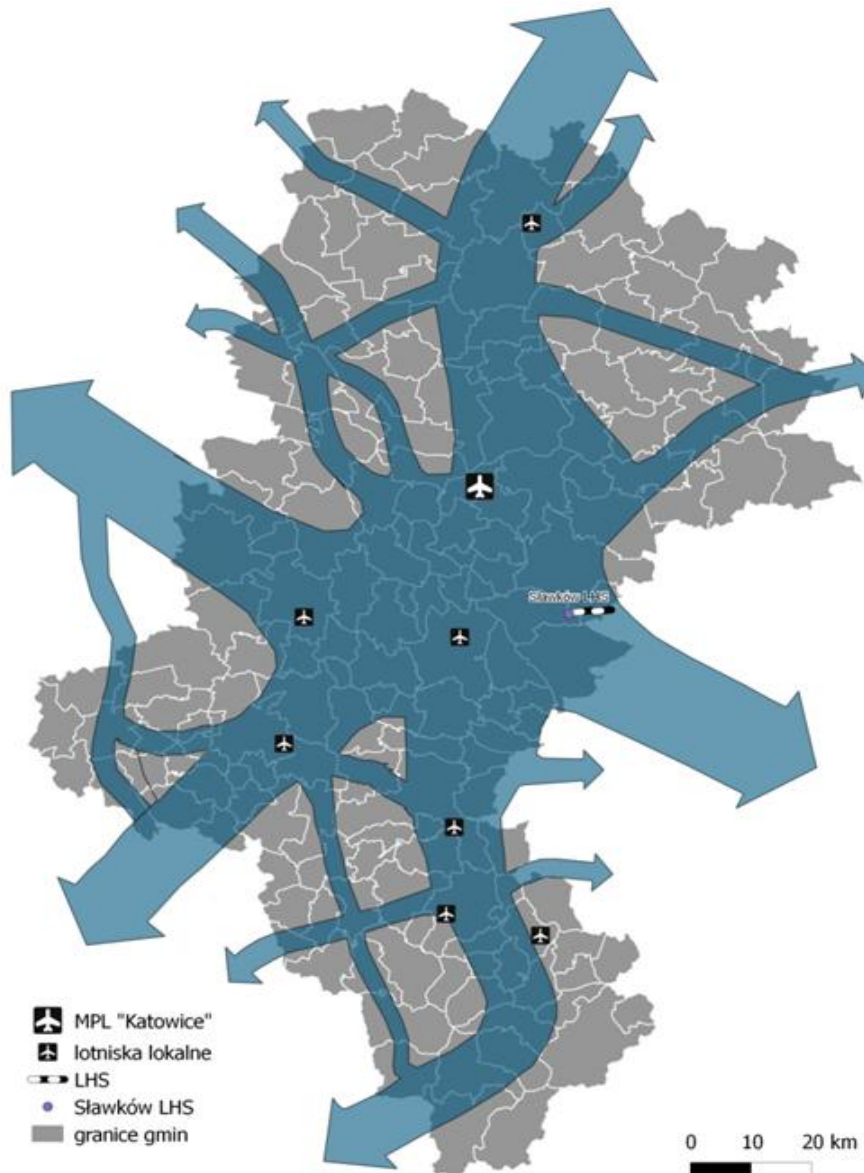 Sławków LHS
MPL "Katowice"
lotniska lokalne
LHS
Sławków LHS
granice gmin
0 10 20 km